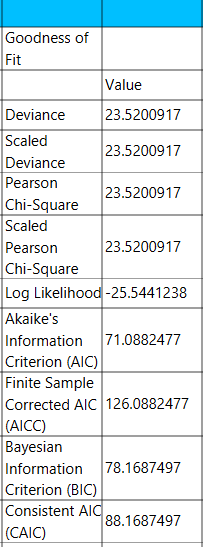 Goodness of
Fit
Value
Deviance 23.5200917
Scaled
Deviance 23.5200917
Pearson
Chi-Square 23.5200917
Scaled
Pearson
Chi-Square 23.5200917
Log Likelihood -25.5441238
Akaike's
Information 71.0882477
Criterion (AIC)
Finite Sample
Corrected AIC 126.0882477
(AICC)
Bayesian
Information 78.1687497
Criterion (BIC)
Consistent AIC 88.1687497
(CAIC)